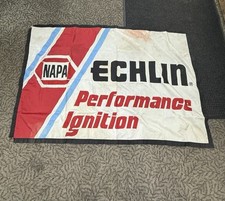 NAPA
ECHLIN®
Performance
Ignition